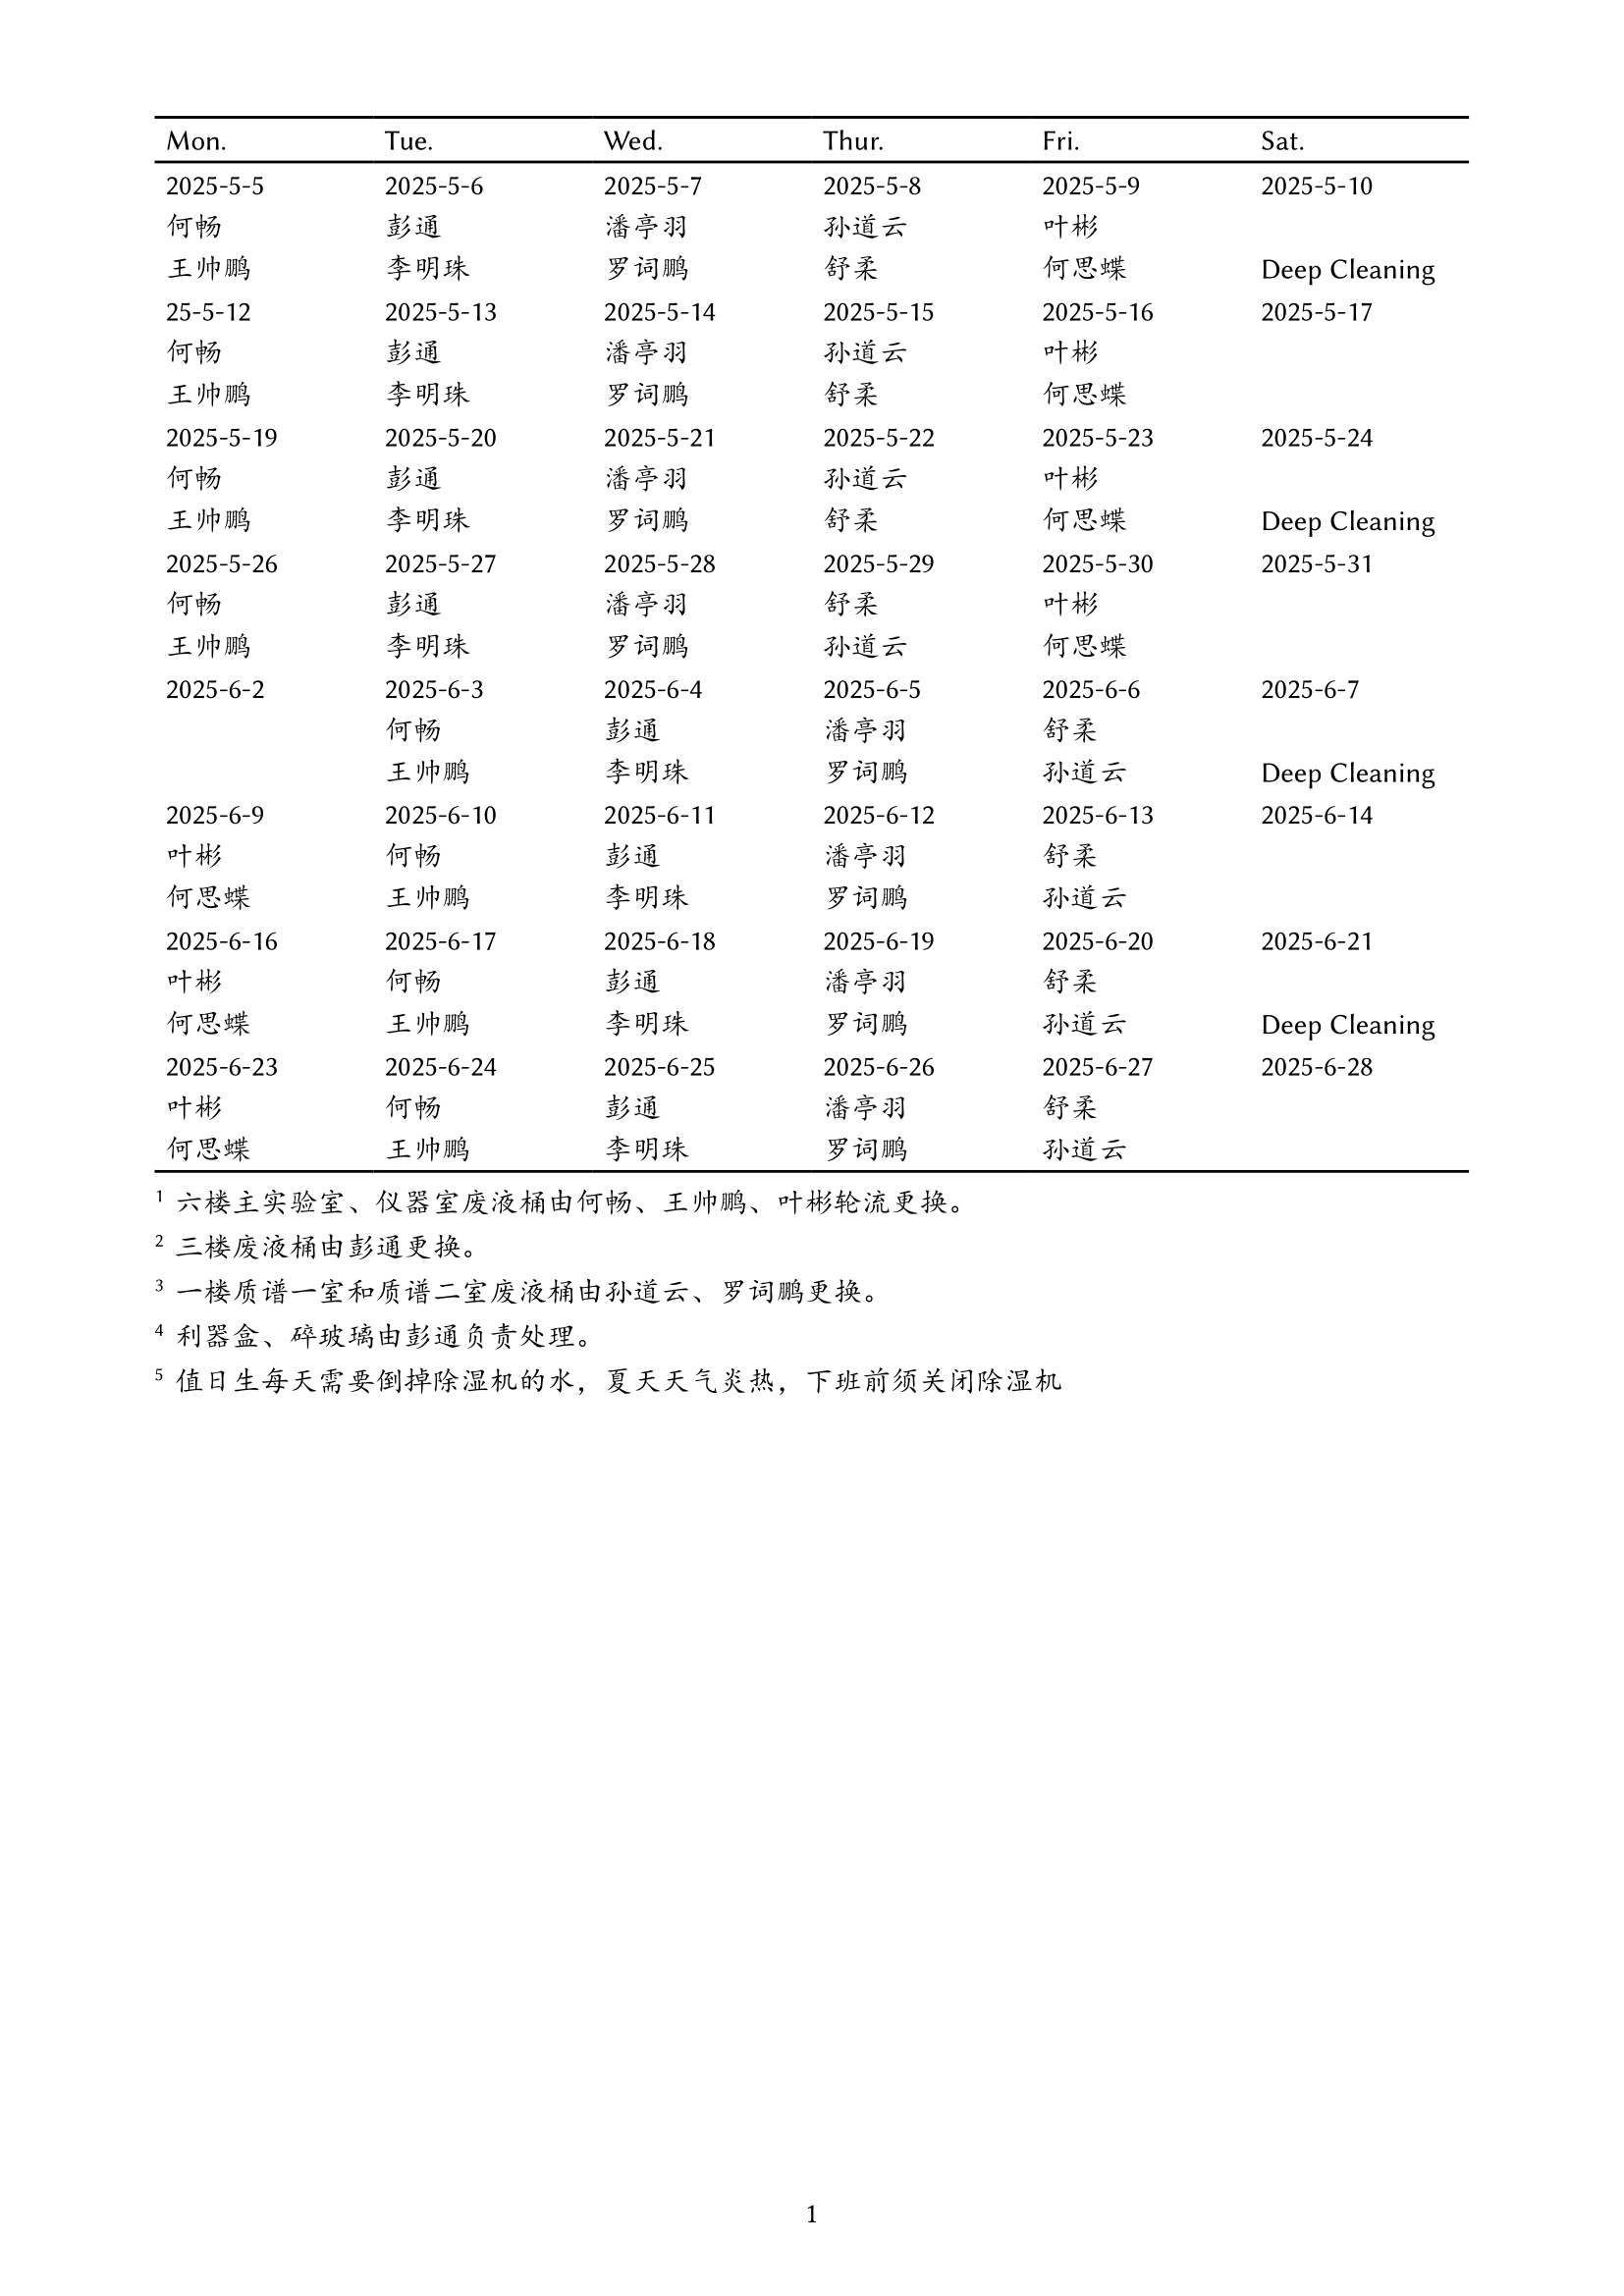 Mon. Tue. Wed. Thur. Fri. Sat.
2025-5-5 2025-5-6 2025-5-7 2025-5-8 2025-5-9 2025-5-10
何畅 彭通 潘亭羽 孙道云 叶彬
王帅鹏 李明珠 罗词鹏 舒柔 何思蝶 Deep Cleaning
25-5-12 2025-5-13 2025-5-14 2025-5-15 2025-5-16 2025-5-17
何畅 彭通 潘亭羽 孙道云 叶彬
王帅鹏 李明珠 罗词鹏 舒柔 何思蝶
2025-5-19 2025-5-20 2025-5-21 2025-5-22 2025-5-23 2025-5-24
何畅 彭通 潘亭羽 孙道云 叶彬
王帅鹏 李明珠 罗词鹏 舒柔 何思蝶 Deep Cleaning
2025-5-26 2025-5-27 2025-5-28 2025-5-29 2025-5-30 2025-5-31
何畅 彭通 潘亭羽 舒柔 叶彬
王帅鹏 李明珠 罗词鹏 孙道云 何思蝶
2025-6-2 2025-6-3 2025-6-4 2025-6-5 2025-6-6 2025-6-7
何畅 彭通 潘亭羽 舒柔
王帅鹏 李明珠 罗词鹏 孙道云 Deep Cleaning
2025-6-9 2025-6-10 2025-6-11 2025-6-12 2025-6-13 2025-6-14
叶彬 何畅 彭通 潘亭羽 舒柔
何思蝶 王帅鹏 李明珠 罗词鹏 孙道云
2025-6-16 2025-6-17 2025-6-18 2025-6-19 2025-6-20 2025-6-21
叶彬 何畅 彭通 潘亭羽 舒柔
何思蝶 王帅鹏 李明珠 罗词鹏 孙道云 Deep Cleaning
2025-6-23 2025-6-24 2025-6-25 2025-6-26 2025-6-27 2025-6-28
叶彬 何畅 彭通 潘亭羽 舒柔
何思蝶 王帅鹏 李明珠 罗词鹏 孙道云
1 六楼主实验室、仪器室废液桶由何畅、王帅鹏、叶彬轮流更换。
2 三楼废液桶由彭通更换。
3 一楼质谱一室和质谱二室废液桶由孙道云、罗词鹏更换。
4 利器盒、碎玻璃由彭通负责处理。
5 值日生每天需要倒掉除湿机的水，夏天天气炎热，下班前须关闭除湿机
1